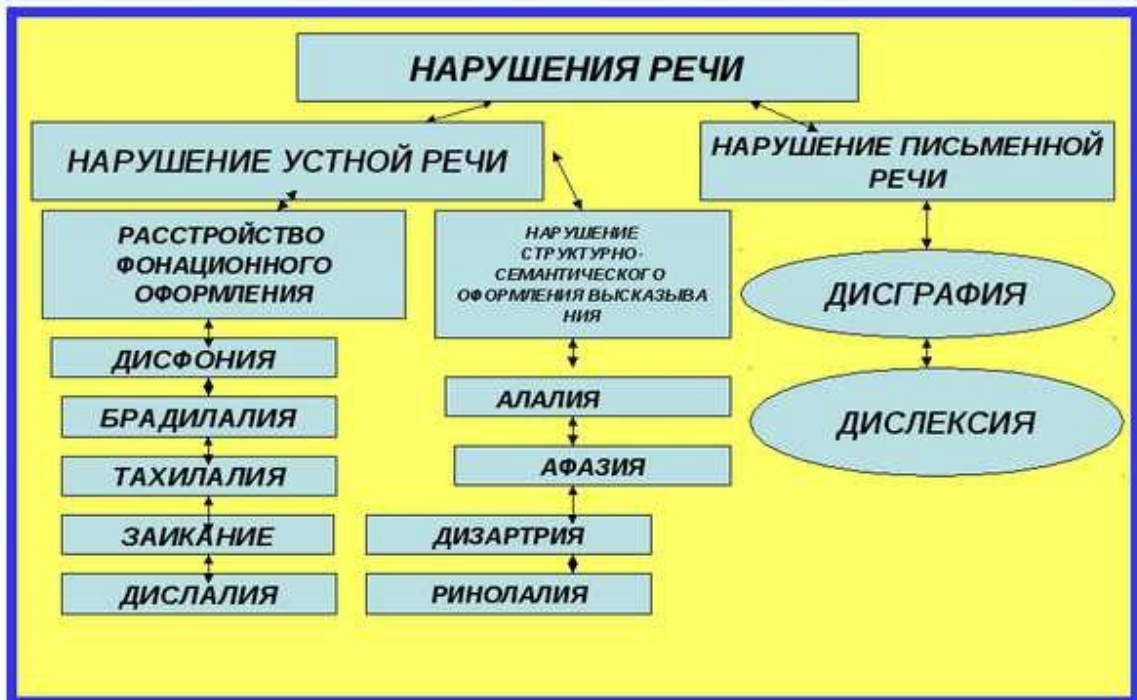 НАРУШЕНИЯ РЕЧИ
НАРУШЕНИЕ УСТНОЙ РЕЧИ
НАРУШЕНИЕ ПИСЬМЕННОЙ
РЕЧИ
РАССТРОЙСТВО
ФОНАЦИОННОГО
ОФОРМЛЕНИЯ
НАРУШЕНИЕ
СТРУКТУРНО-
СЕМАНТИЧЕСКОГО
ОФОРМЛЕНИЯ ВЫСКАЗЫВА
НИЯ
ДИСГРАФИЯ
ДИСЛЕКСИЯ
ДИСФОНИЯ
БРАДИЛАЛИЯ
ТАХИЛАЛИЯ
ЗАИКАНИЕ
ДИСЛАЛИЯ
АЛАЛИЯ
АФАЗИЯ
ДИЗАРТРИЯ
РИНОЛАЛИЯ